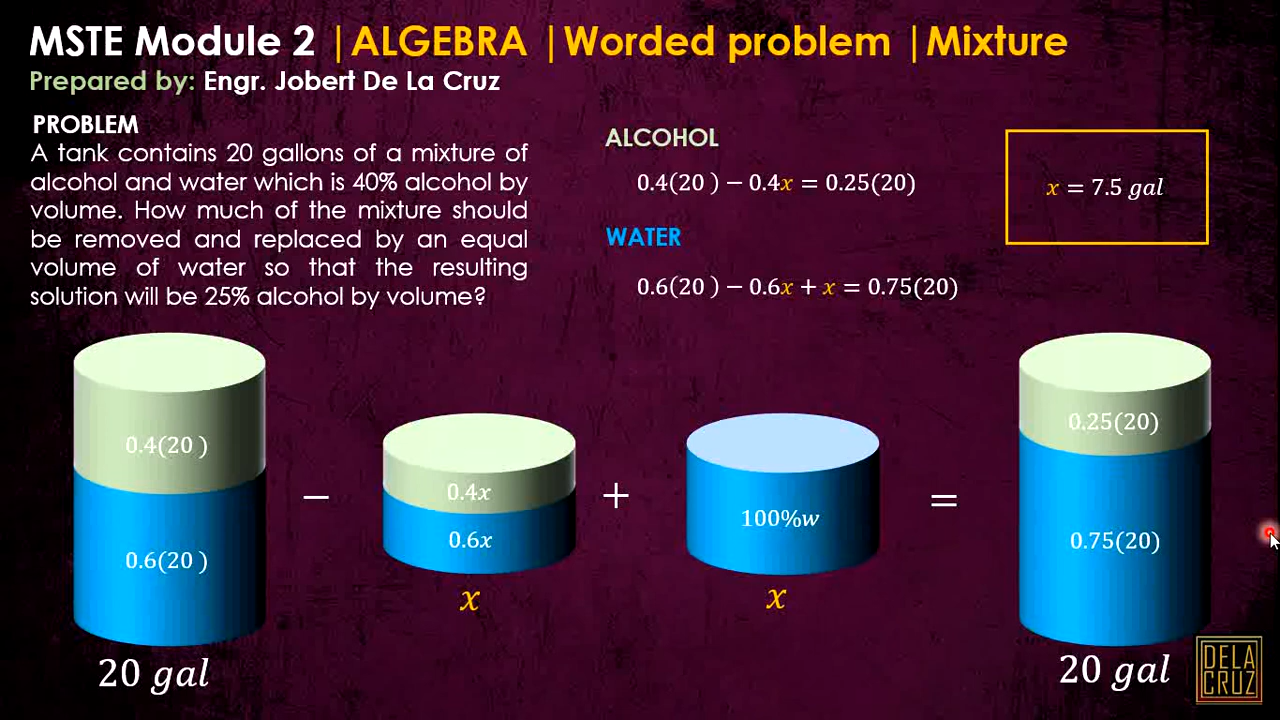 MSTE Module 2 |ALGEBRA |Worded problem |Mixture
Prepared by: Engr. Jobert De La Cruz
PROBLEM
A tank contains 20 gallons of a mixture of
alcohol and water which is 40% alcohol by
volume. How much of the mixture should
be removed and replaced by an equal
volume of water so that the resulting
solution will be 25% alcohol by volume?
ALCOHOL
0.4(20 ) − 0.4x = 0.25(20)
WATER
0.6(20 ) − 0.6x + x = 0.75(20)
x = 7.5 gal
0.4(20 )
0.6(20 )
20 gal
−
0.4x
0.6x
x
+
100%w
x
=
0.25(20)
0.75(20)
20 gal
DELA
CRUZ